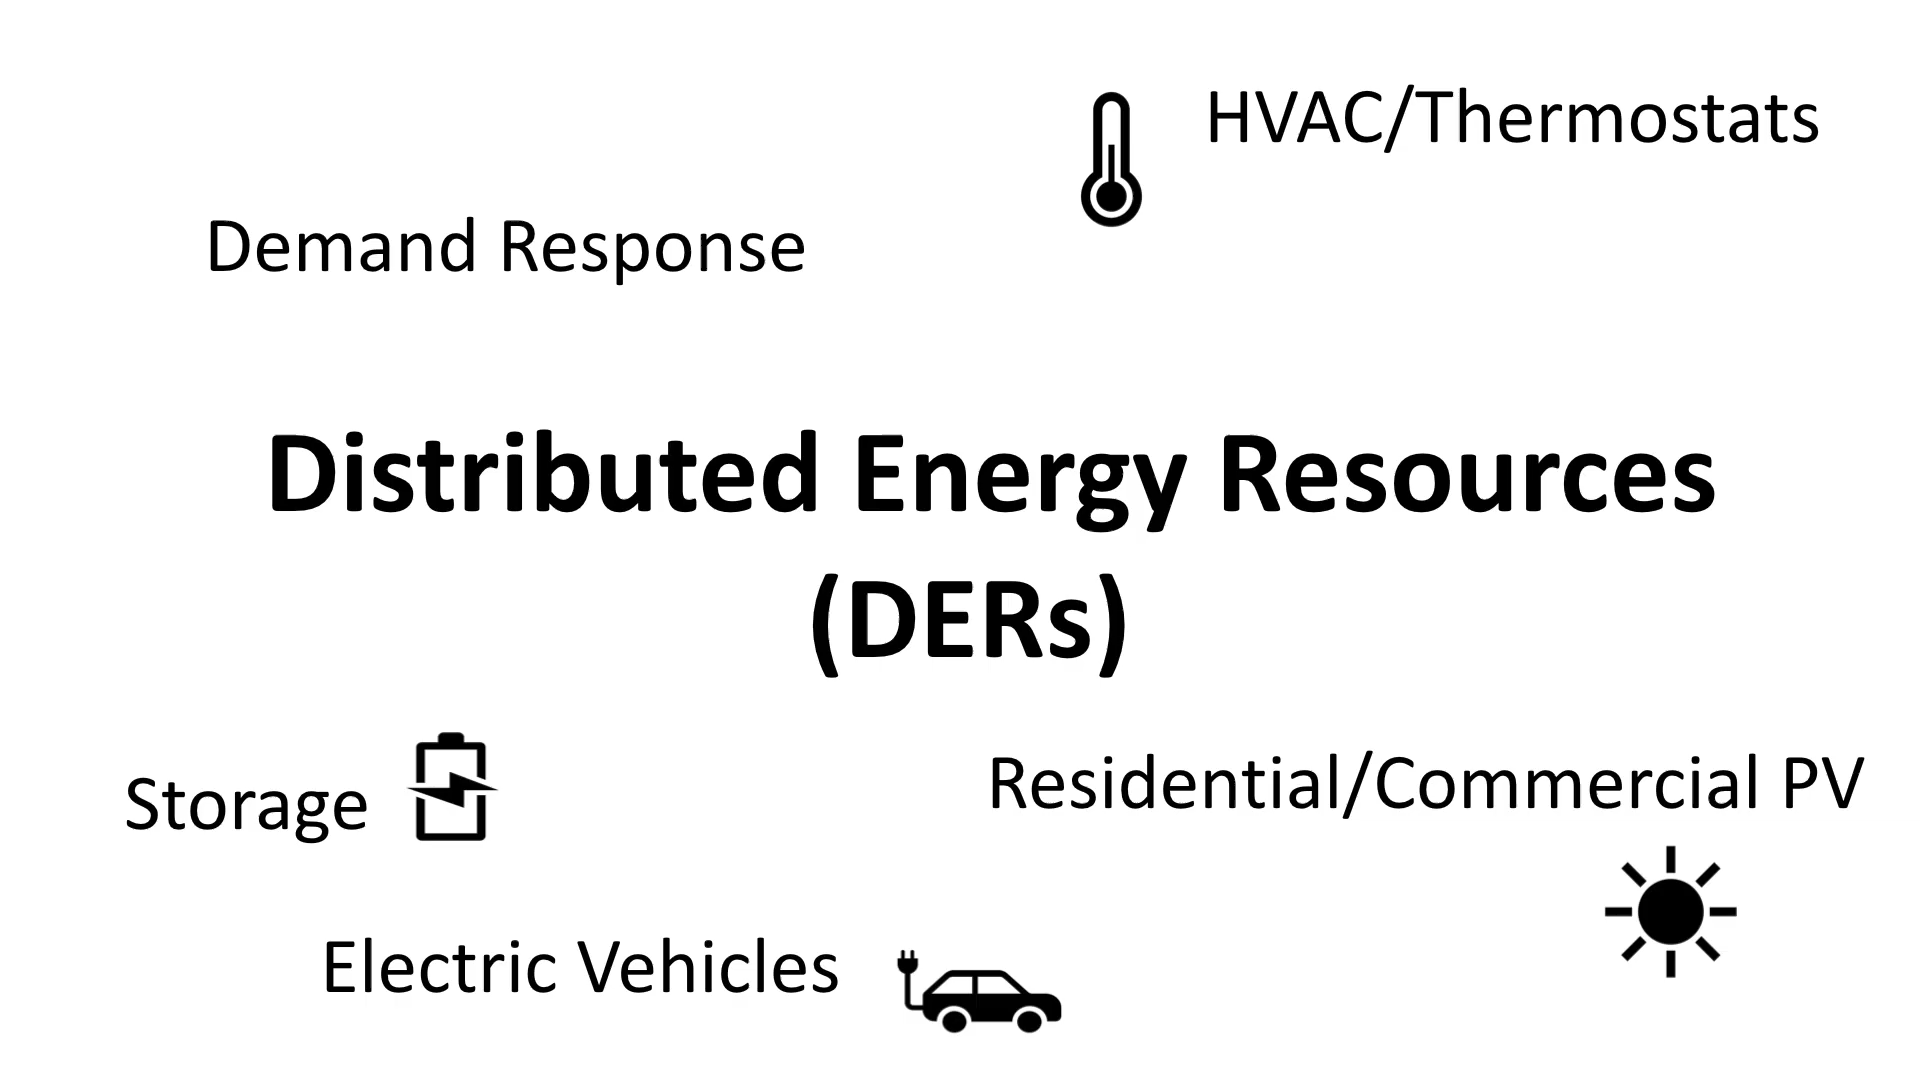 HVAC/Thermostats
Demand Response
Distributed Energy Resources
(DERs)
Residential/Commercial PV
Storage
Electric Vehicles